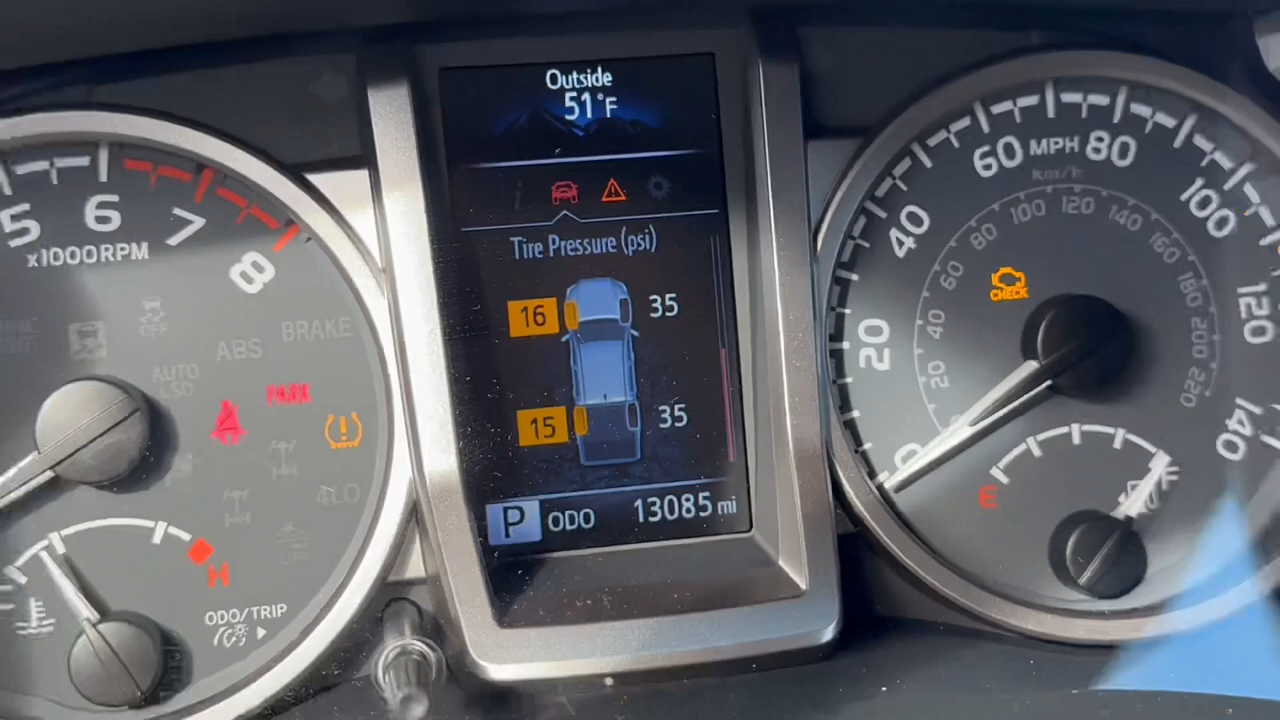 Outside
51°F
Tire Pressure (psi)
16 35
15 35
P ODO 13085 mi
5 6 7 8
x1000RPM
OFF
BRAKE
ABS
AUTO
LSD
PARK
4LO
H
ODO/TRIP
20 40 60 MPH 80 100 120 140
km/h
20 40 60 80 100 120 140 160 180 200 220
CHECK
E F